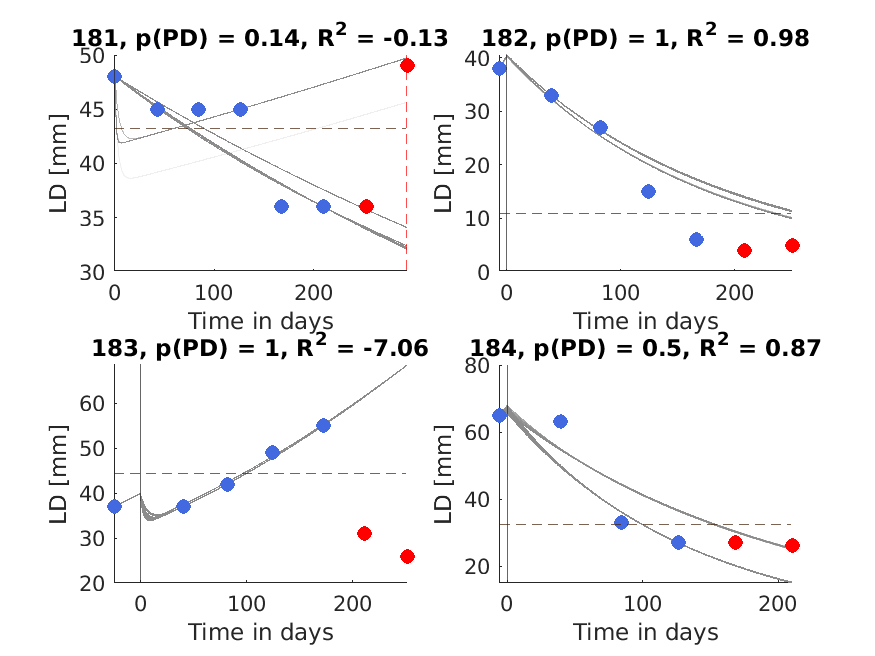 181, p(PD) = 0.14, R2 = -0.13
50
45
40
35
30
LD [mm]
0
100
200
Time in days
182, p(PD) = 1, R2 = 0.98
40
30
20
10
0
LD [mm]
0
100
200
Time in days
183, p(PD) = 1, R2 = -7.06
60
50
40
30
20
LD [mm]
0
100
200
Time in days
184, p(PD) = 0.5, R2 = 0.87
80
60
40
20
LD [mm]
0
100
200
Time in days